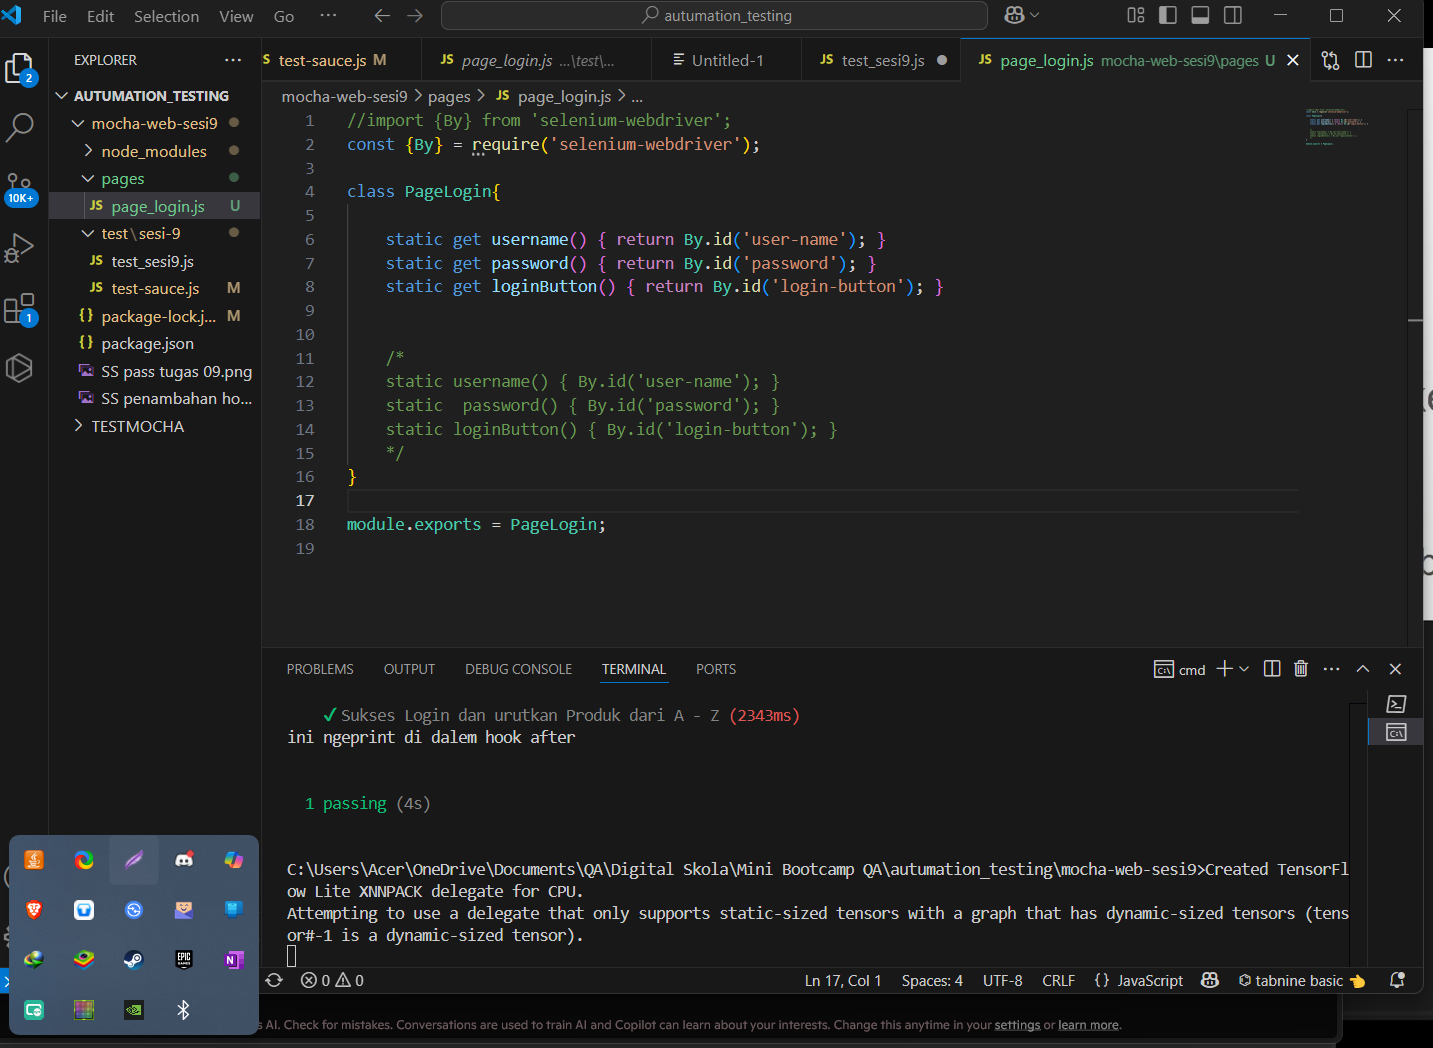 File Edit Selection View Go ··· autumation_testing
EXPLORER ···
AUTUMATION_TESTING
mocha-web-sesi9
node_modules
pages
JS page_login.js U
test\sesi-9
JS test_sesi9.js
JS test-sauce.js M
{} package-lock.j... M
{} package.json
SS pass tugas 09.png
SS penambahan ho...
TESTMOCHA
2
10K+
1
S test-sauce.js M JS page_login.js ...\test\... Untitled-1 JS test_sesi9.js JS page_login.js mocha-web-sesi9\pages U
mocha-web-sesi9 > pages > JS page_login.js > ...
1 //import {By} from 'selenium-webdriver';
2 const {By} = require('selenium-webdriver');
3
4 class PageLogin{
5
6 static get username() { return By.id('user-name'); }
7 static get password() { return By.id('password'); }
8 static get loginButton() { return By.id('login-button'); }
9
10
11 /*
12 static username() { By.id('user-name'); }
13 static  password() { By.id('password'); }
14 static loginButton() { By.id('login-button'); }
15 */
16 }
17
18 module.exports = PageLogin;
19
PROBLEMS OUTPUT DEBUG CONSOLE TERMINAL PORTS cmd
✓ Sukses Login dan urutkan Produk dari A - Z (2343ms)
ini ngeprint di dalem hook after
1 passing (4s)
C:\Users\Acer\OneDrive\Documents\QA\Digital Skola\Mini Bootcamp QA\autumation_testing\mocha-web-sesi9>Created TensorFl
ow Lite XNNPACK delegate for CPU.
Attempting to use a delegate that only supports static-sized tensors with a graph that has dynamic-sized tensors (tens
or#-1 is a dynamic-sized tensor).
0 0 Ln 17, Col 1 Spaces: 4 UTF-8 CRLF {} JavaScript tabnine basic
EPIC GAMES
N
s AI. Check for mistakes. Conversations are used to train AI and Copilot can learn about your interests. Change this anytime in your settings or learn more.